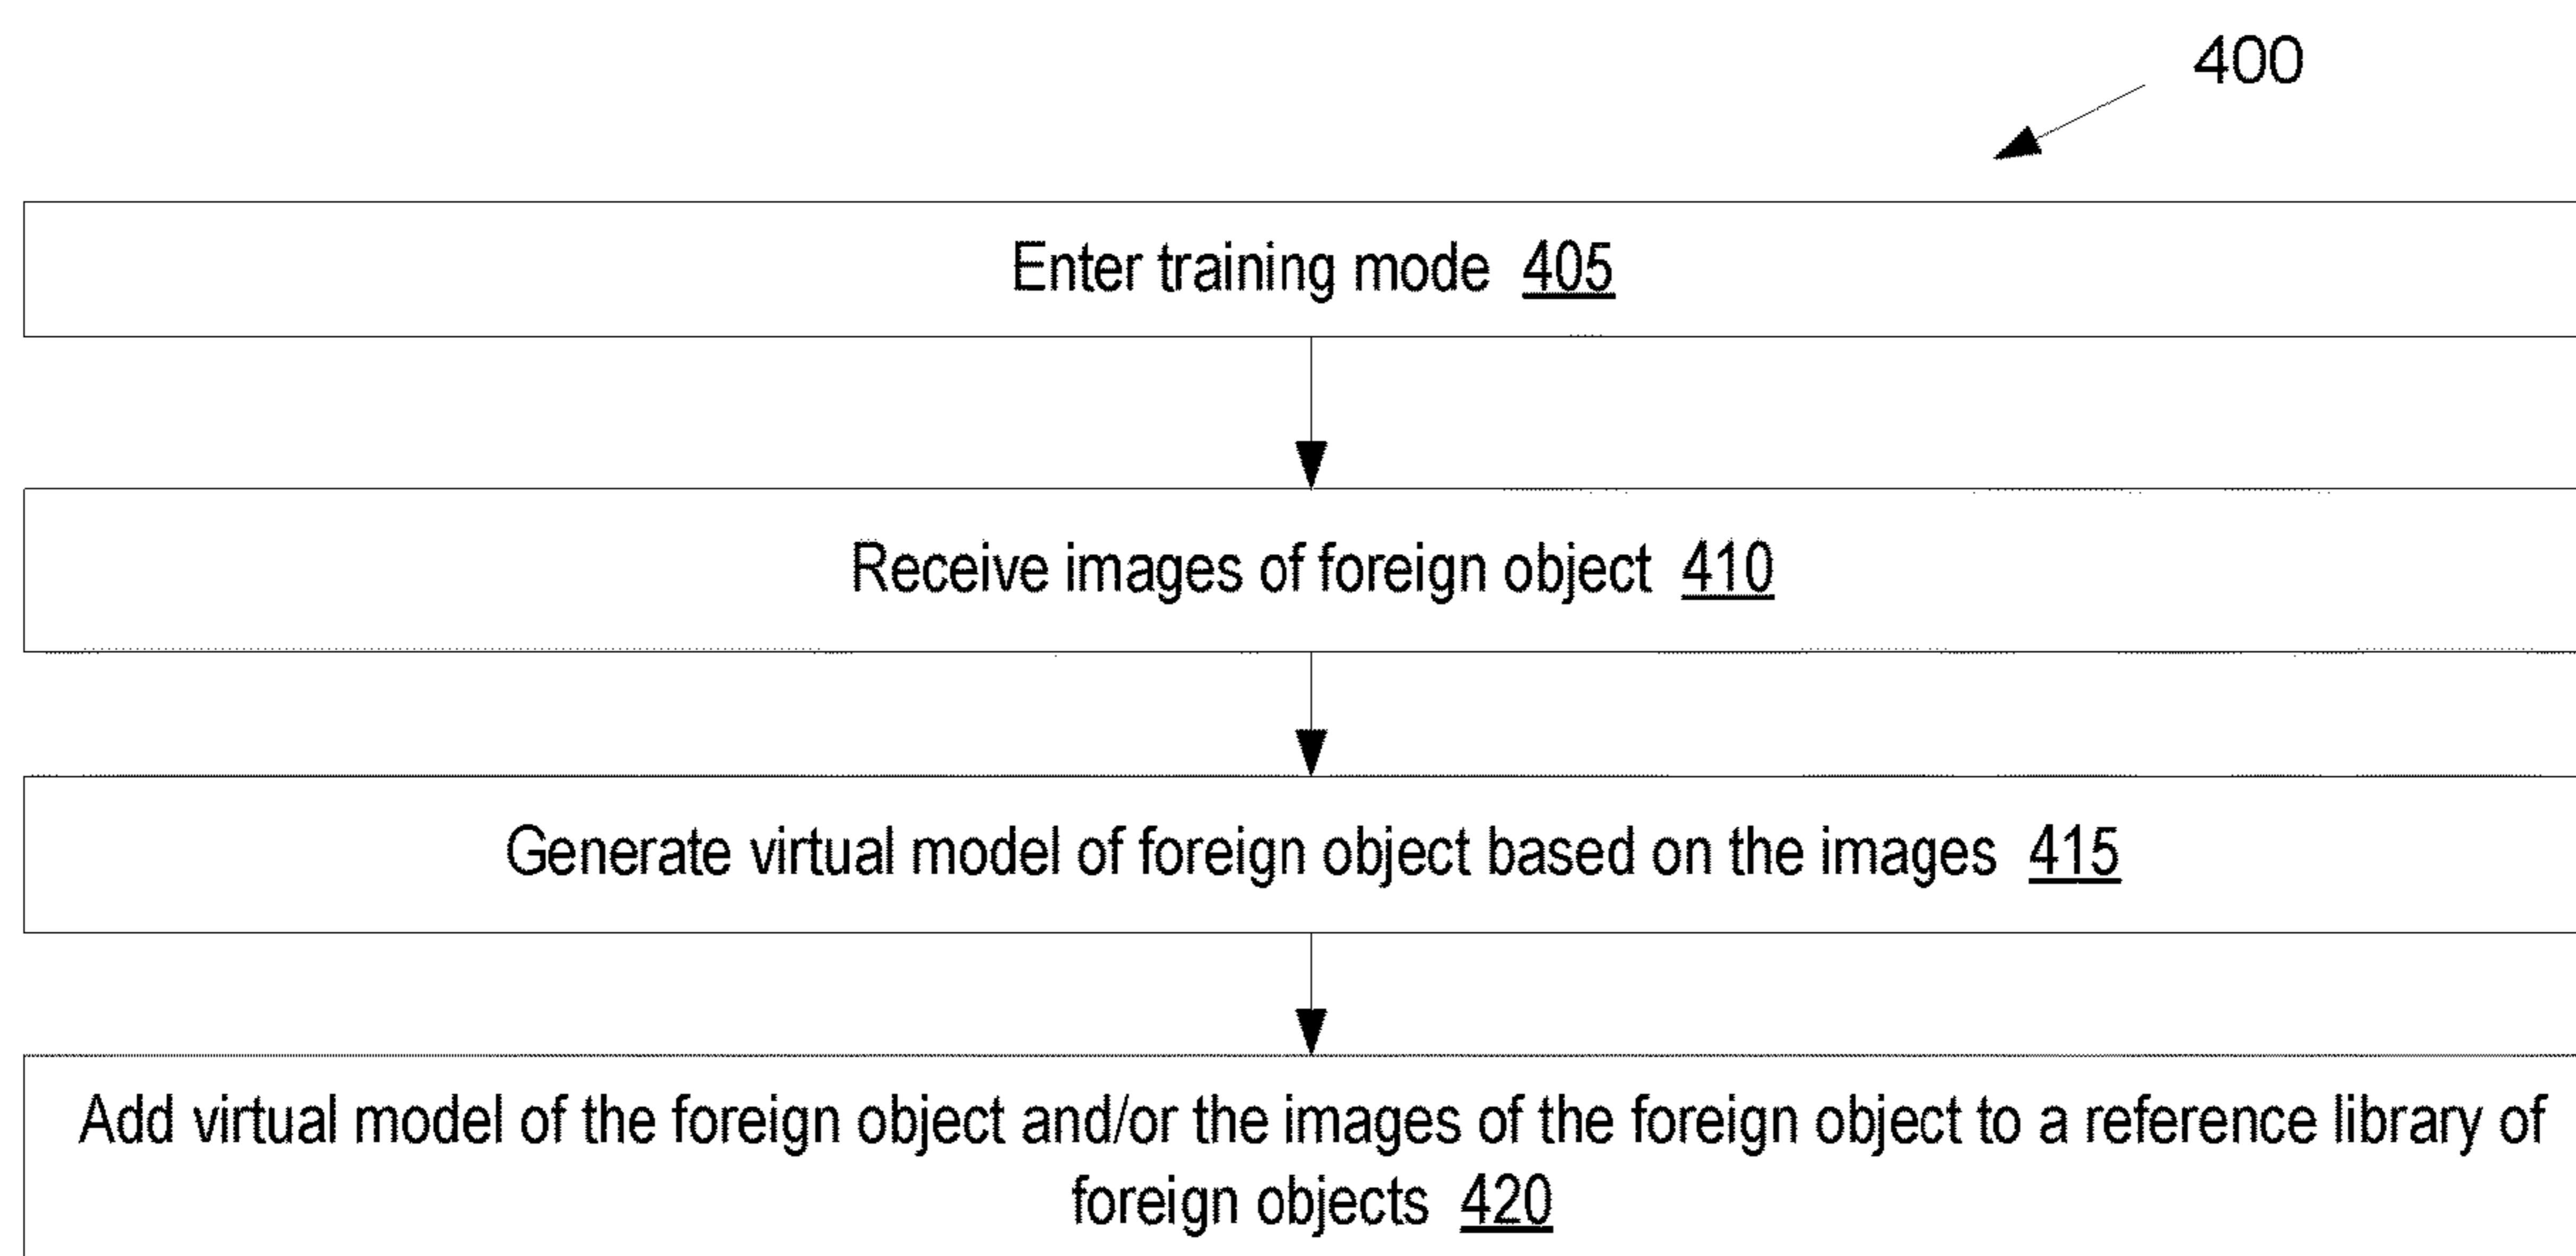 400
Enter training mode 405
Receive images of foreign object 410
Generate virtual model of foreign object based on the images 415
Add virtual model of the foreign object and/or the images of the foreign object to a reference library of
foreign objects 420